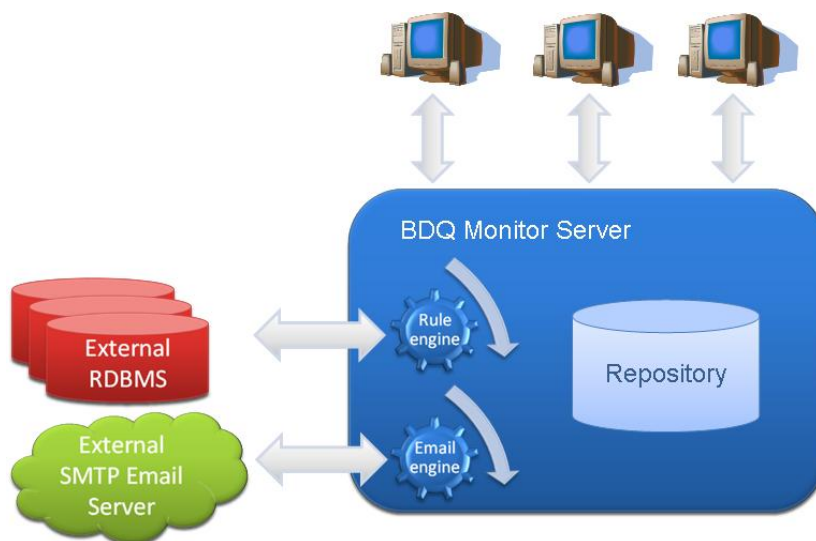 BDQ Monitor Server
Rule
engine
External
RDBMS
Repository
Email
engine
External
SMTP Email
Server